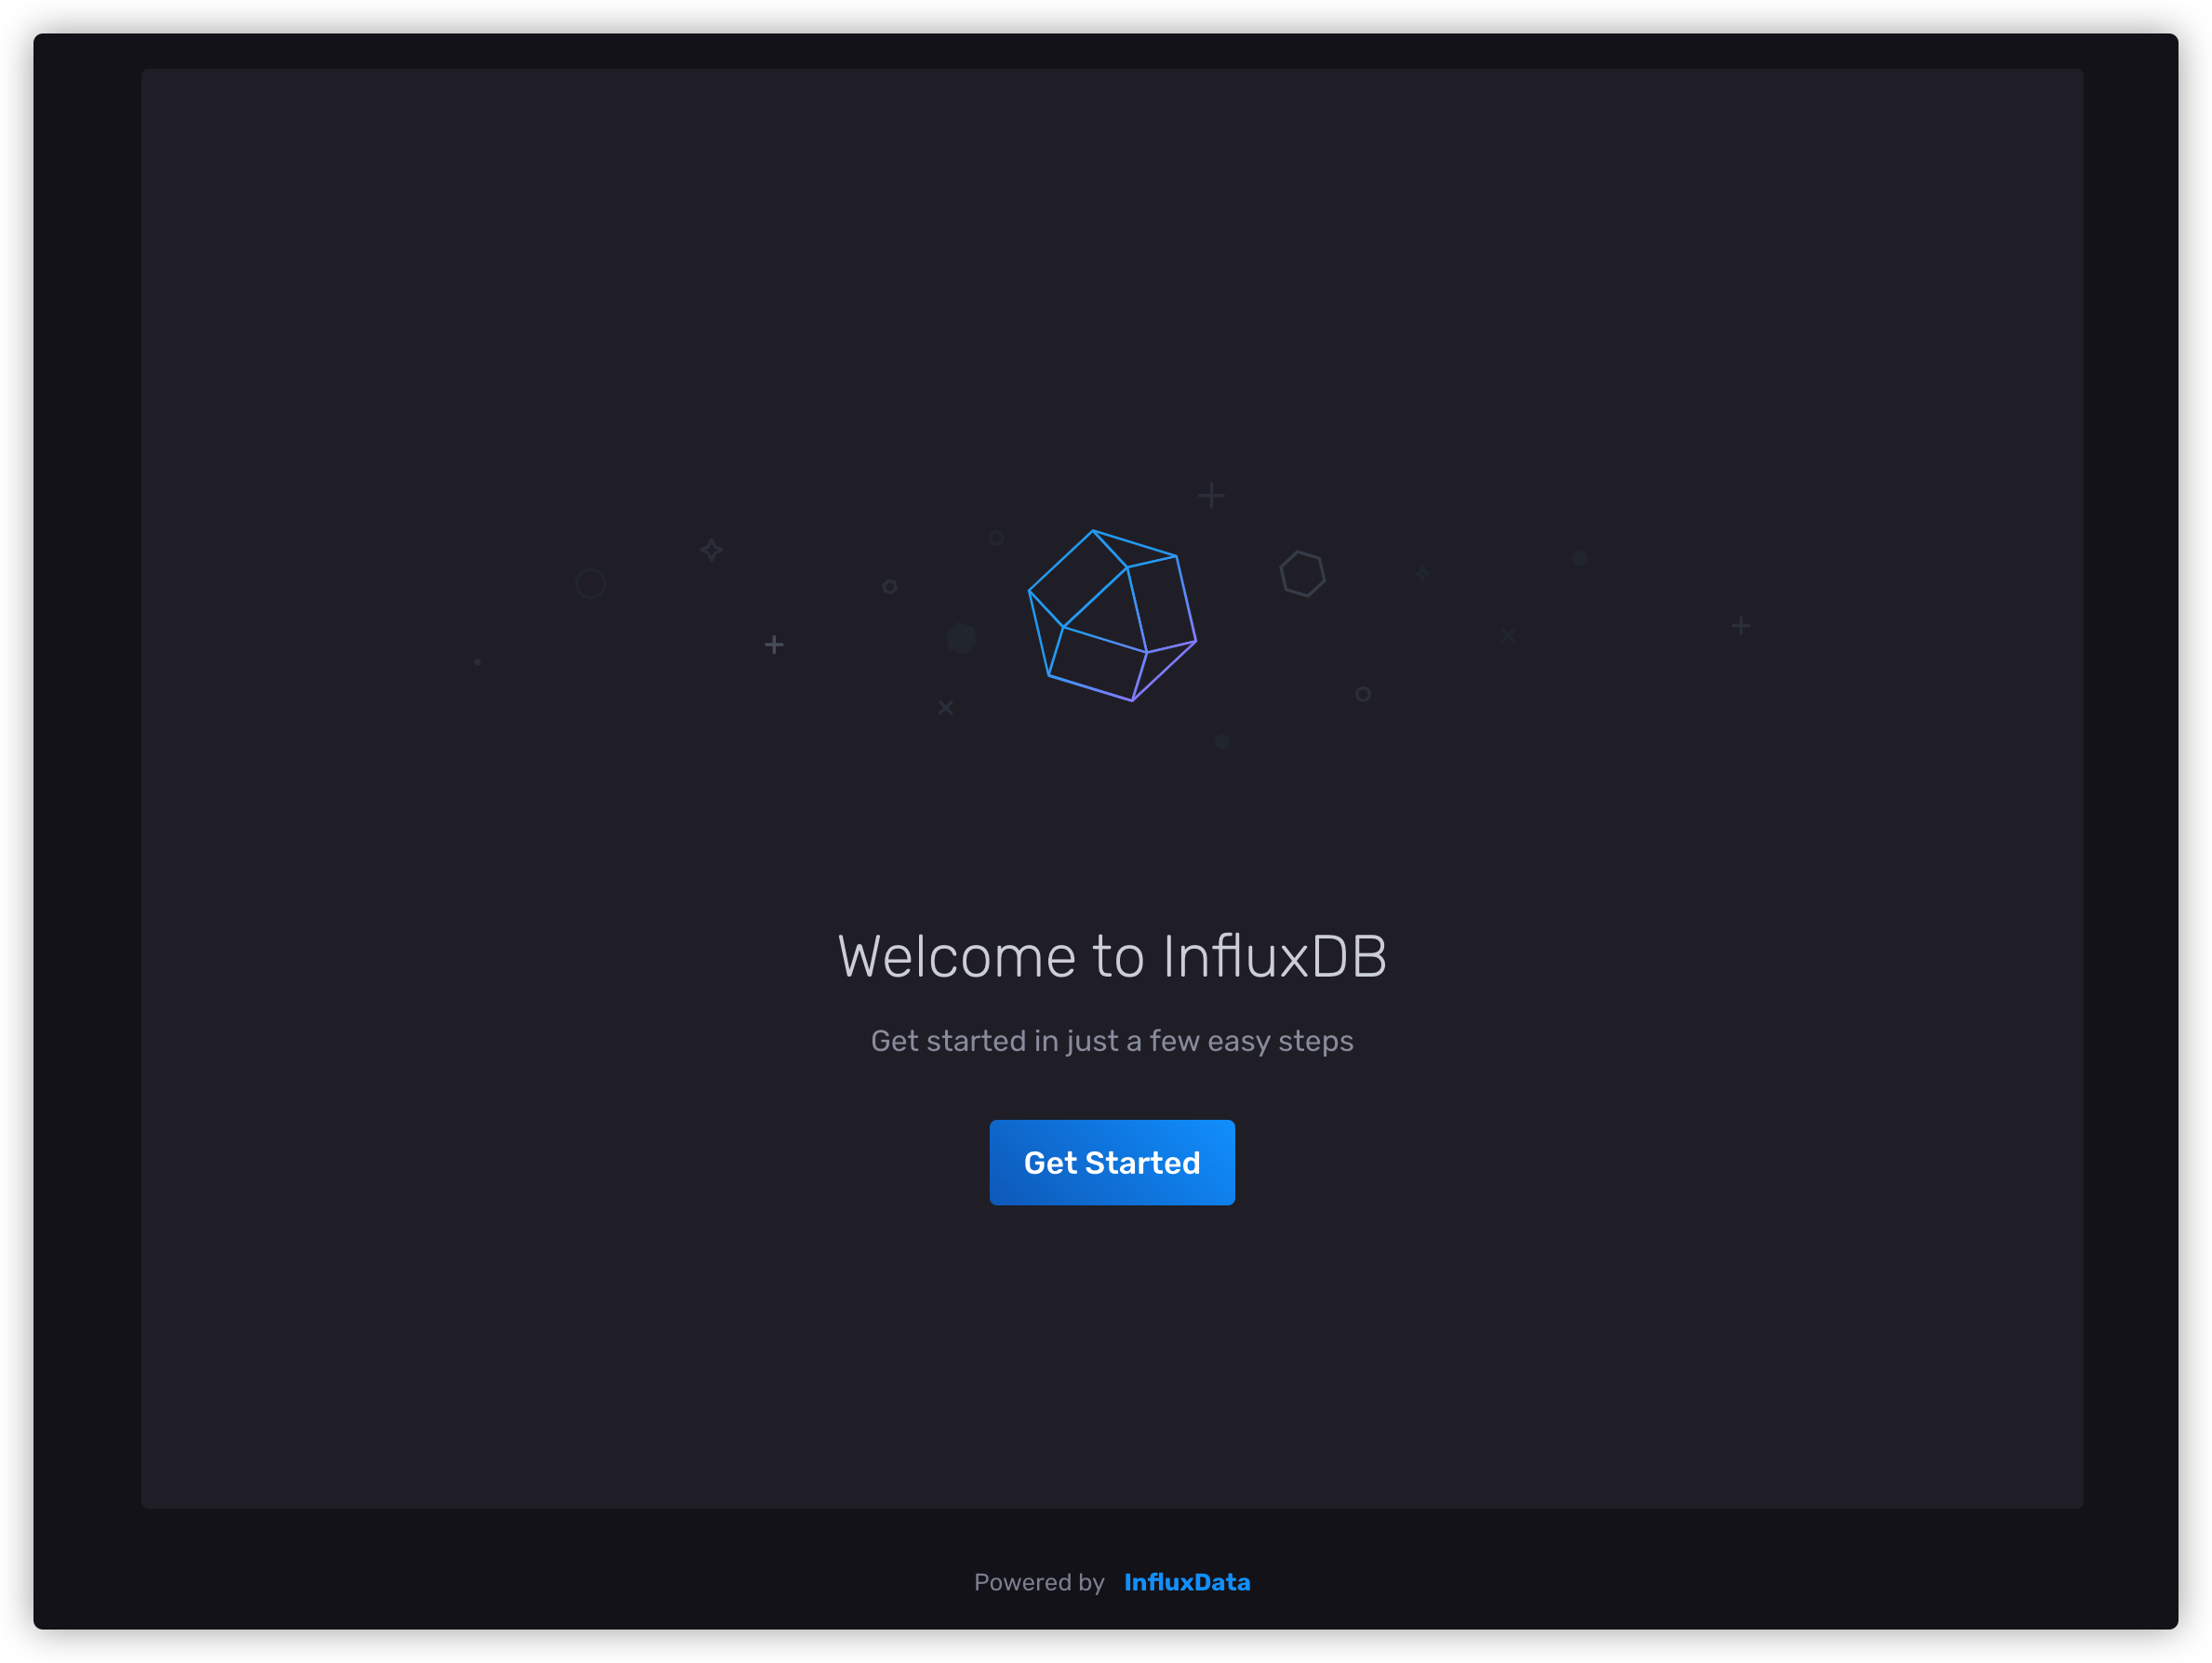 Welcome to InfluxDB
Get started in just a few easy steps
Get Started
Powered by InfluxData